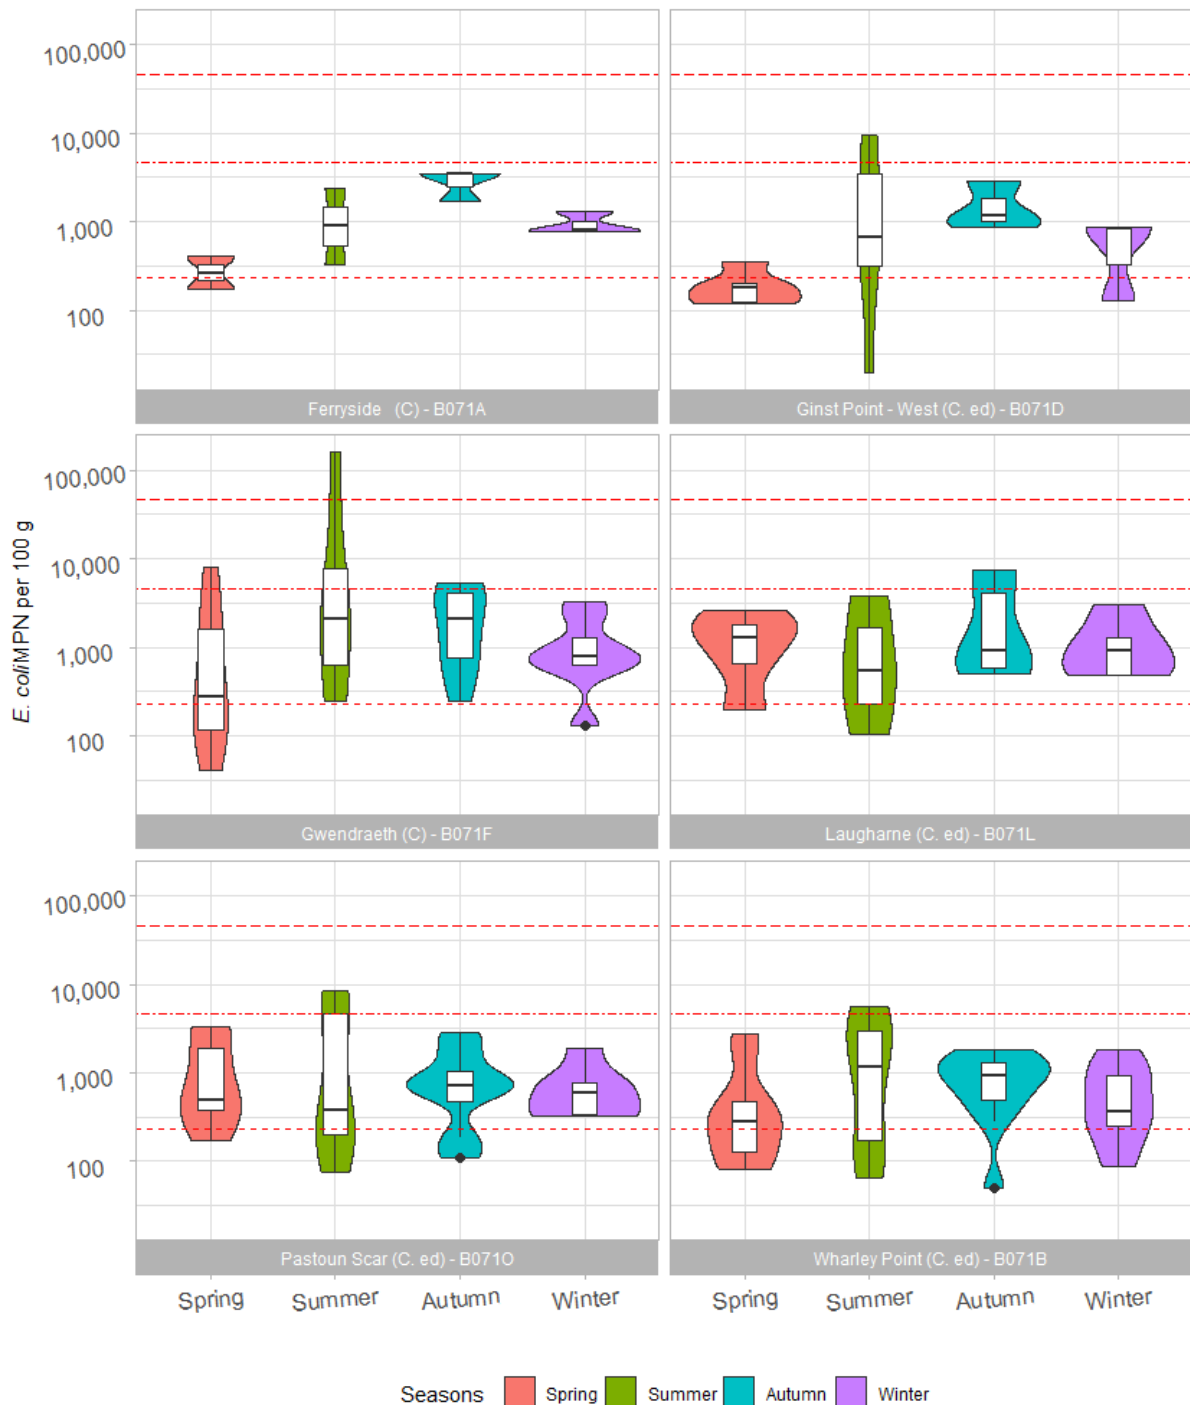 100,000
10,000
1,000
100
Ferryside (C) - B071A
Ginst Point - West (C. ed) - B071D
E. coli MPN per 100 g
100,000
10,000
1,000
100
Gwendraeth (C) - B071F
Laugharne (C. ed) - B071L
100,000
10,000
1,000
100
Pastoun Scar (C. ed) - B071O
Wharley Point (C. ed) - B071B
Spring Summer Autumn Winter Spring Summer Autumn Winter
Seasons Spring Summer Autumn Winter